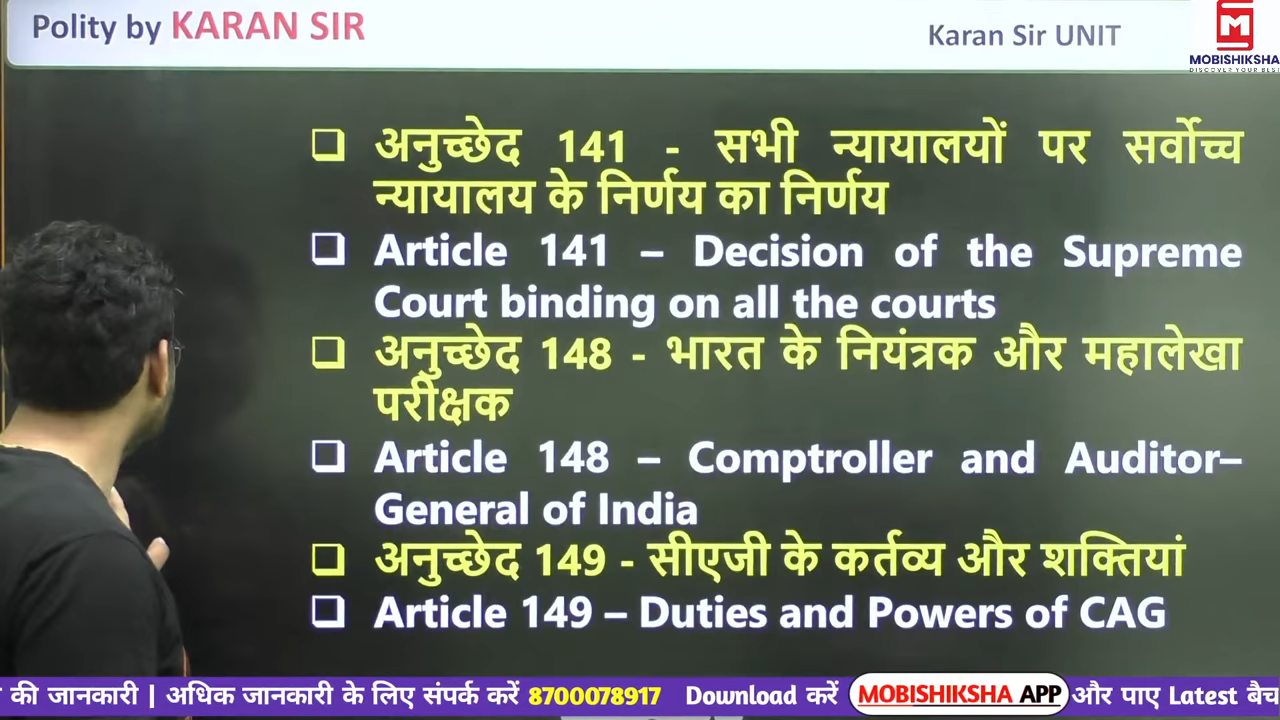 Polity by KARAN SIR
Karan Sir UNIT
MOBISHIKSHA
DISCOVER YOUR BEST
❑ अनुच्छेद 141 - सभी न्यायालयों पर सर्वोच्च
न्यायालय के निर्णय का निर्णय
❑ Article 141 – Decision of the Supreme
Court binding on all the courts
❑ अनुच्छेद 148 - भारत के नियंत्रक और महालेखा
परीक्षक
❑ Article 148 – Comptroller and Auditor–
General of India
❑ अनुच्छेद 149 - सीएजी के कर्तव्य और शक्तियां
❑ Article 149 – Duties and Powers of CAG
की जानकारी | अधिक जानकारी के लिए संपर्क करें 8700078917 Download करें MOBISHIKSHA APP और पाए Latest बैच